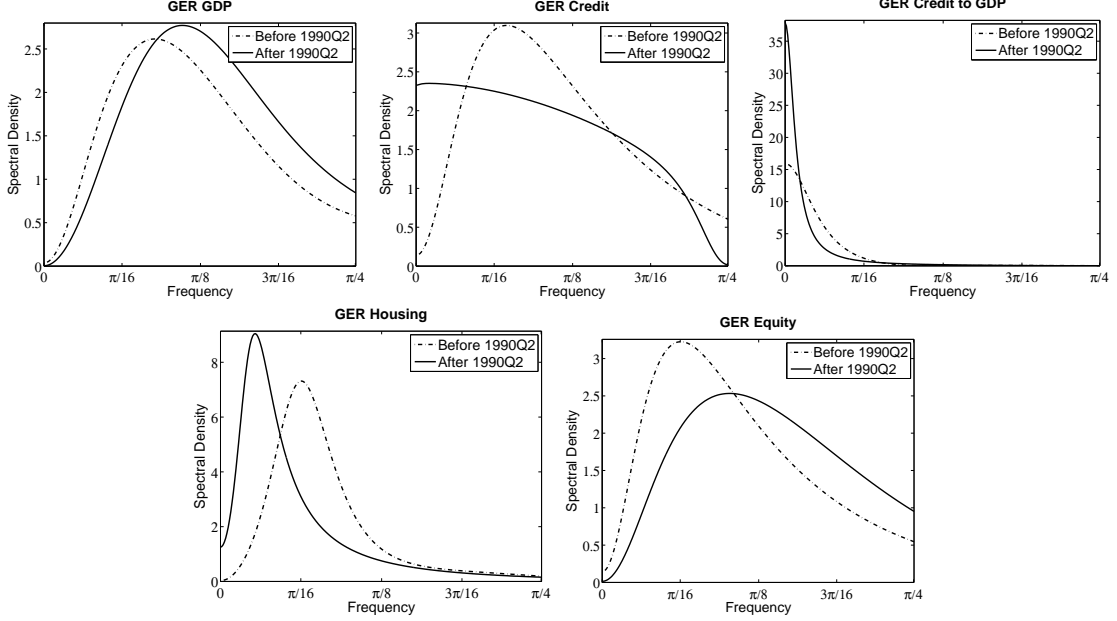 GER GDP
Before 1990Q2
After 1990Q2
2.5
2
1.5
1
0.5
0
Spectral Density
0 π/16 π/8 3π/16 π/4
Frequency
GER Credit
Before 1990Q2
After 1990Q2
3
2.5
2
1.5
1
0.5
0
Spectral Density
0 π/16 π/8 3π/16 π/4
Frequency
GER Credit to GDP
Before 1990Q2
After 1990Q2
35
30
25
20
15
10
5
0
Spectral Density
0 π/16 π/8 3π/16 π/4
Frequency
GER Housing
Before 1990Q2
After 1990Q2
8
6
4
2
0
Spectral Density
0 π/16 π/8 3π/16 π/4
Frequency
GER Equity
Before 1990Q2
After 1990Q2
3
2.5
2
1.5
1
0.5
0
Spectral Density
0 π/16 π/8 3π/16 π/4
Frequency